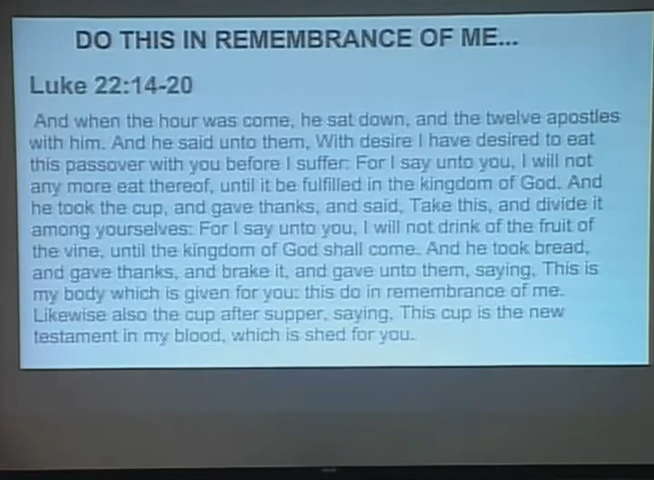 DO THIS IN REMEMBRANCE OF ME...
Luke 22:14-20
And when the hour was come, he sat down, and the twelve apostles
with him. And he said unto them, With desire I have desired to eat
this passover with you before I suffer: For I say unto you, I will not
any more eat thereof, until it be fulfilled in the kingdom of God. And
he took the cup, and gave thanks, and said, Take this, and divide it
among yourselves: For I say unto you, I will not drink of the fruit of
the vine, until the kingdom of God shall come. And he took bread,
and gave thanks, and brake it, and gave unto them, saying, This is
my body which is given for you: this do in remembrance of me.
Likewise also the cup after supper, saying, This cup is the new
testament in my blood, which is shed for you.